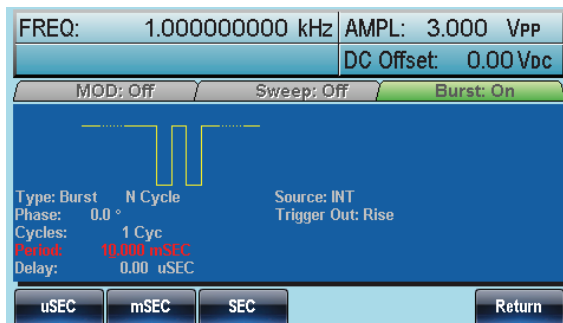 FREQ: 1.000000000 kHz AMPL: 3.000 VPP
DC Offset: 0.00 VDC
MOD: Off Sweep: Off Burst: On
Type: Burst N Cycle Source: INT
Phase: 0.0 ° Trigger Out: Rise
Cycles: 1 Cyc
Period: 10.000 mSEC
Delay: 0.00 uSEC
uSEC mSEC SEC Return